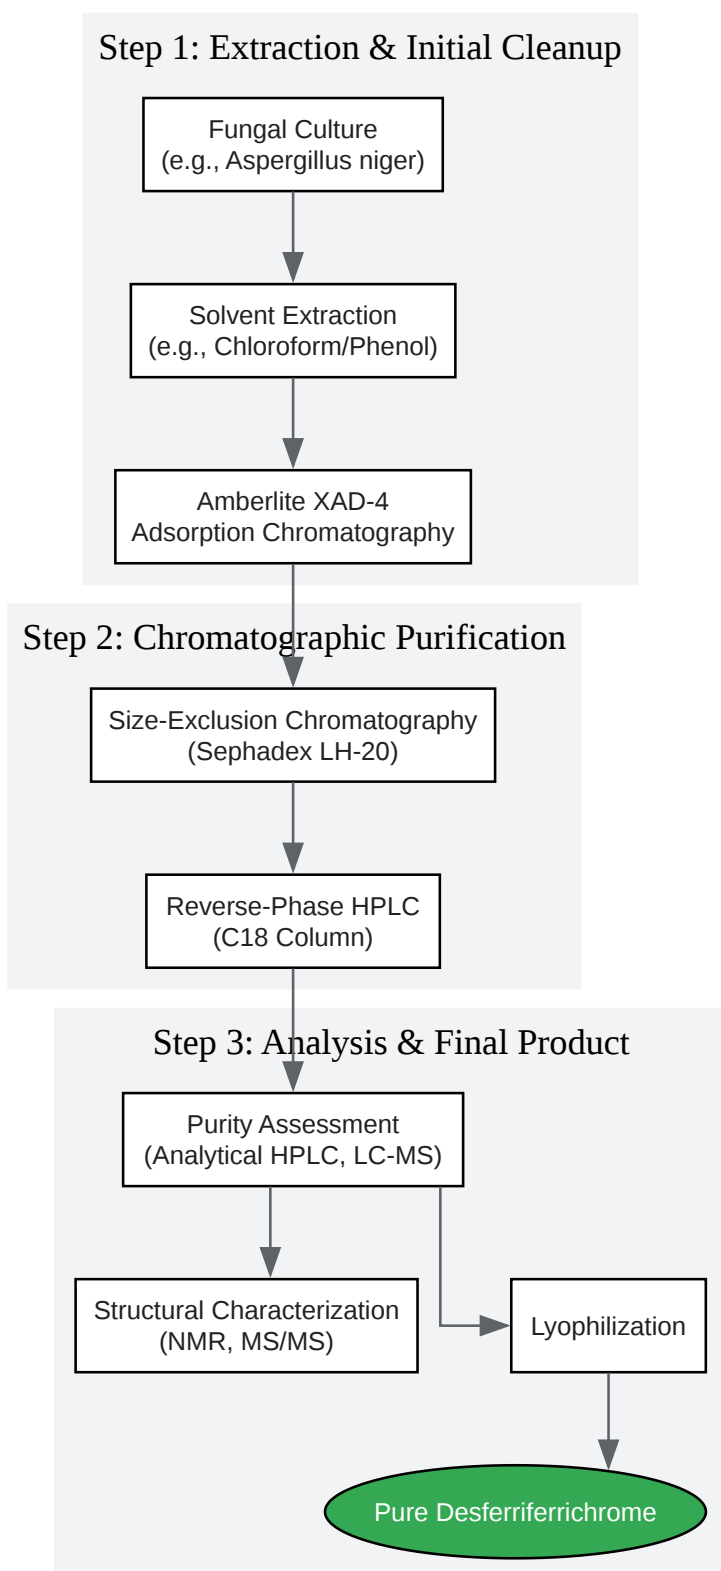 Step 1: Extraction & Initial Cleanup
Fungal Culture
(e.g., Aspergillus niger)
Solvent Extraction
(e.g., Chloroform/Phenol)
Amberlite XAD-4
Adsorption Chromatography
Step 2: Chromatographic Purification
Size-Exclusion Chromatography
(Sephadex LH-20)
Reverse-Phase HPLC
(C18 Column)
Step 3: Analysis & Final Product
Purity Assessment
(Analytical HPLC, LC-MS)
Structural Characterization
(NMR, MS/MS)
Lyophilization
Pure Desferriferrichrome